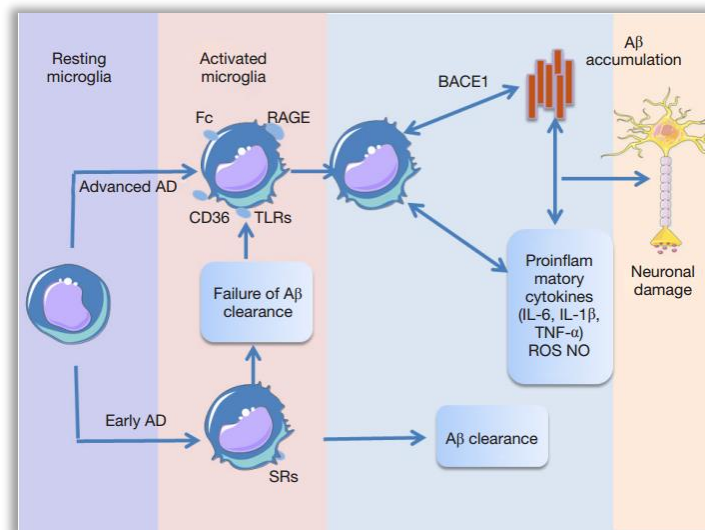 Resting
microglia
Activated
microglia
Aβ
accumulation
BACE1
Fc
RAGE
Advanced AD
CD36
TLRs
Failure of Aβ
clearance
Proinflam
matory
cytokines
(IL-6, IL-1β,
TNF-α)
ROS NO
Neuronal
damage
Early AD
SRs
Aβ clearance